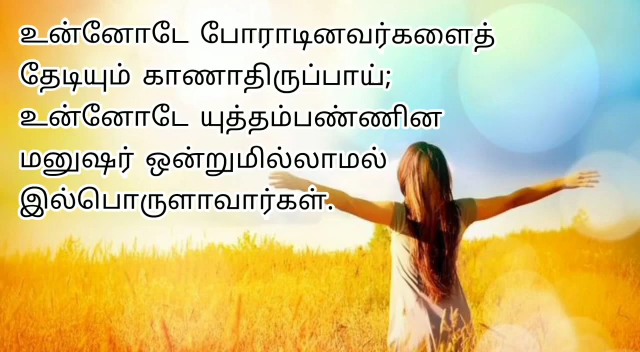 உன்னோடே போராடினவர்களைத்
தேடியும் காணாதிருப்பாய்;
உன்னோடே யுத்தம்பண்ணின
மனுஷர் ஒன்றுமில்லாமல்
இல்பொருளாவார்கள்.